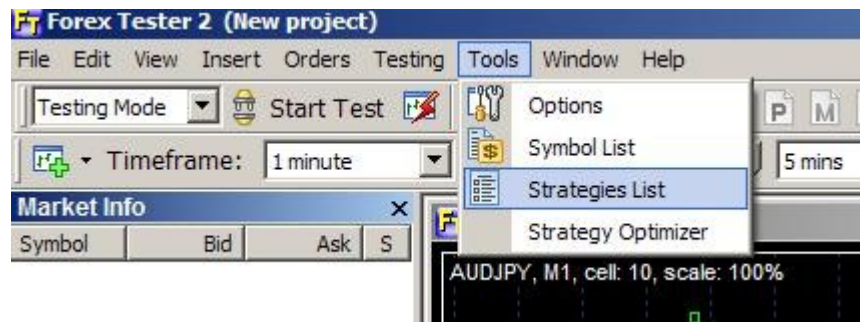 Forex Tester 2 (New project)
File Edit View Insert Orders Testing Tools Window Help
Testing Mode Start Test Options P M
Symbol List
Timeframe: 1 minute 5 mins
Strategies List
Market Info
Strategy Optimizer
Symbol Bid Ask S
AUDJPY, M1, cell: 10, scale: 100%